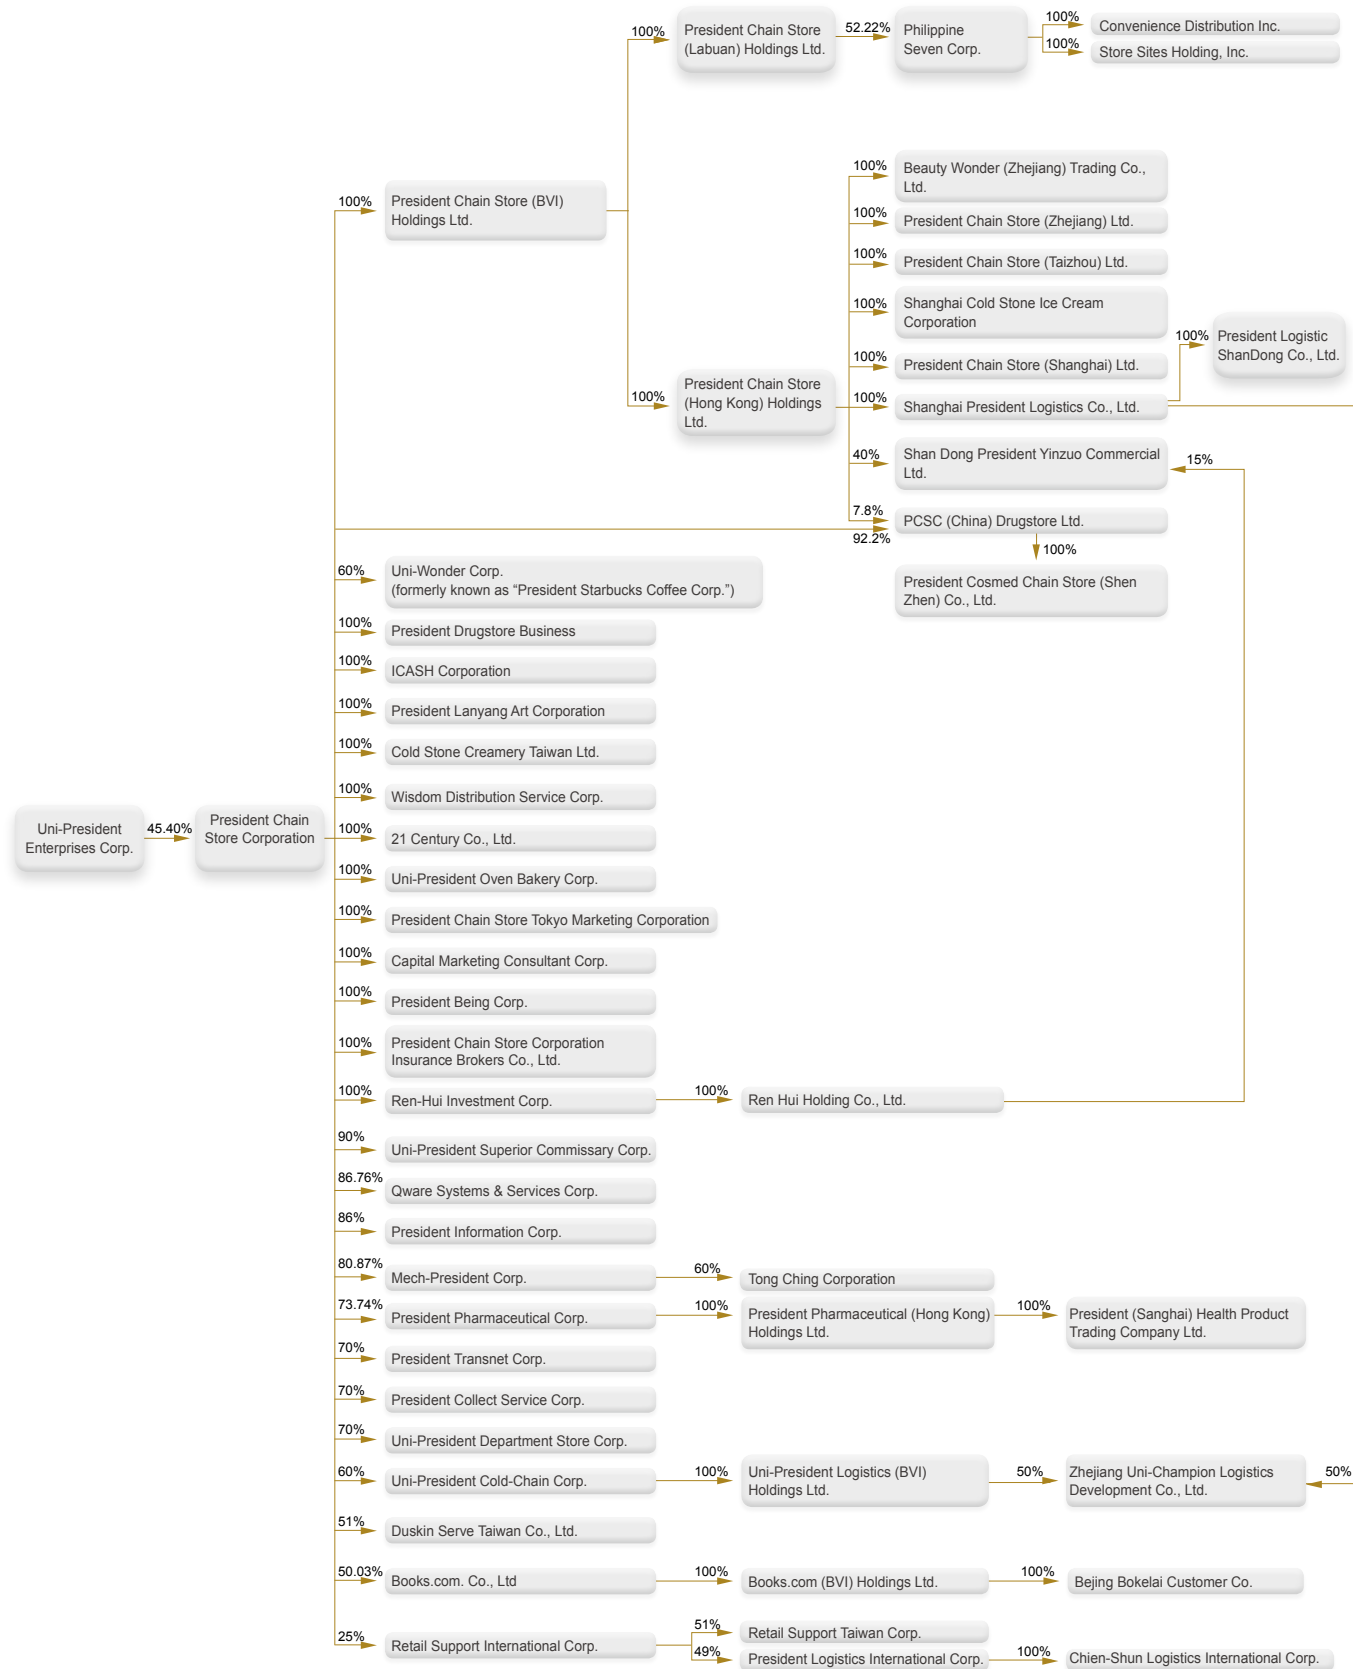 100%
President Chain Store
(Labuan) Holdings Ltd.
52.22%
Philippine
Seven Corp.
100%
Convenience Distribution Inc.
100%
Store Sites Holding, Inc.
100%
President Chain Store (BVI)
Holdings Ltd.
100%
Beauty Wonder (Zhejiang) Trading Co.,
Ltd.
100%
President Chain Store (Zhejiang) Ltd.
100%
President Chain Store (Taizhou) Ltd.
100%
Shanghai Cold Stone Ice Cream
Corporation
100%
President Chain Store (Shanghai) Ltd.
100%
President Logistic
ShanDong Co., Ltd.
100%
President Chain Store
(Hong Kong) Holdings
Ltd.
100%
Shanghai President Logistics Co., Ltd.
40%
Shan Dong President Yinzuo Commercial
Ltd.
15%
7.8%
92.2%
PCSC (China) Drugstore Ltd.
100%
President Cosmed Chain Store (Shen
Zhen) Co., Ltd.
60%
Uni-Wonder Corp.
(formerly known as “President Starbucks Coffee Corp.”)
100%
President Drugstore Business
100%
ICASH Corporation
100%
President Lanyang Art Corporation
100%
Cold Stone Creamery Taiwan Ltd.
100%
Wisdom Distribution Service Corp.
Uni-President
Enterprises Corp.
45.40%
President Chain
Store Corporation
100%
21 Century Co., Ltd.
100%
Uni-President Oven Bakery Corp.
100%
President Chain Store Tokyo Marketing Corporation
100%
Capital Marketing Consultant Corp.
100%
President Being Corp.
100%
President Chain Store Corporation
Insurance Brokers Co., Ltd.
100%
Ren-Hui Investment Corp.
100%
Ren Hui Holding Co., Ltd.
90%
Uni-President Superior Commissary Corp.
86.76%
Qware Systems & Services Corp.
86%
President Information Corp.
80.87%
Mech-President Corp.
60%
Tong Ching Corporation
73.74%
President Pharmaceutical Corp.
100%
President Pharmaceutical (Hong Kong)
Holdings Ltd.
100%
President (Sanghai) Health Product
Trading Company Ltd.
70%
President Transnet Corp.
70%
President Collect Service Corp.
70%
Uni-President Department Store Corp.
60%
Uni-President Cold-Chain Corp.
100%
Uni-President Logistics (BVI)
Holdings Ltd.
50%
Zhejiang Uni-Champion Logistics
Development Co., Ltd.
50%
51%
Duskin Serve Taiwan Co., Ltd.
50.03%
Books.com. Co., Ltd
100%
Books.com (BVI) Holdings Ltd.
100%
Bejing Bokelai Customer Co.
25%
Retail Support International Corp.
51%
Retail Support Taiwan Corp.
49%
President Logistics International Corp.
100%
Chien-Shun Logistics International Corp.